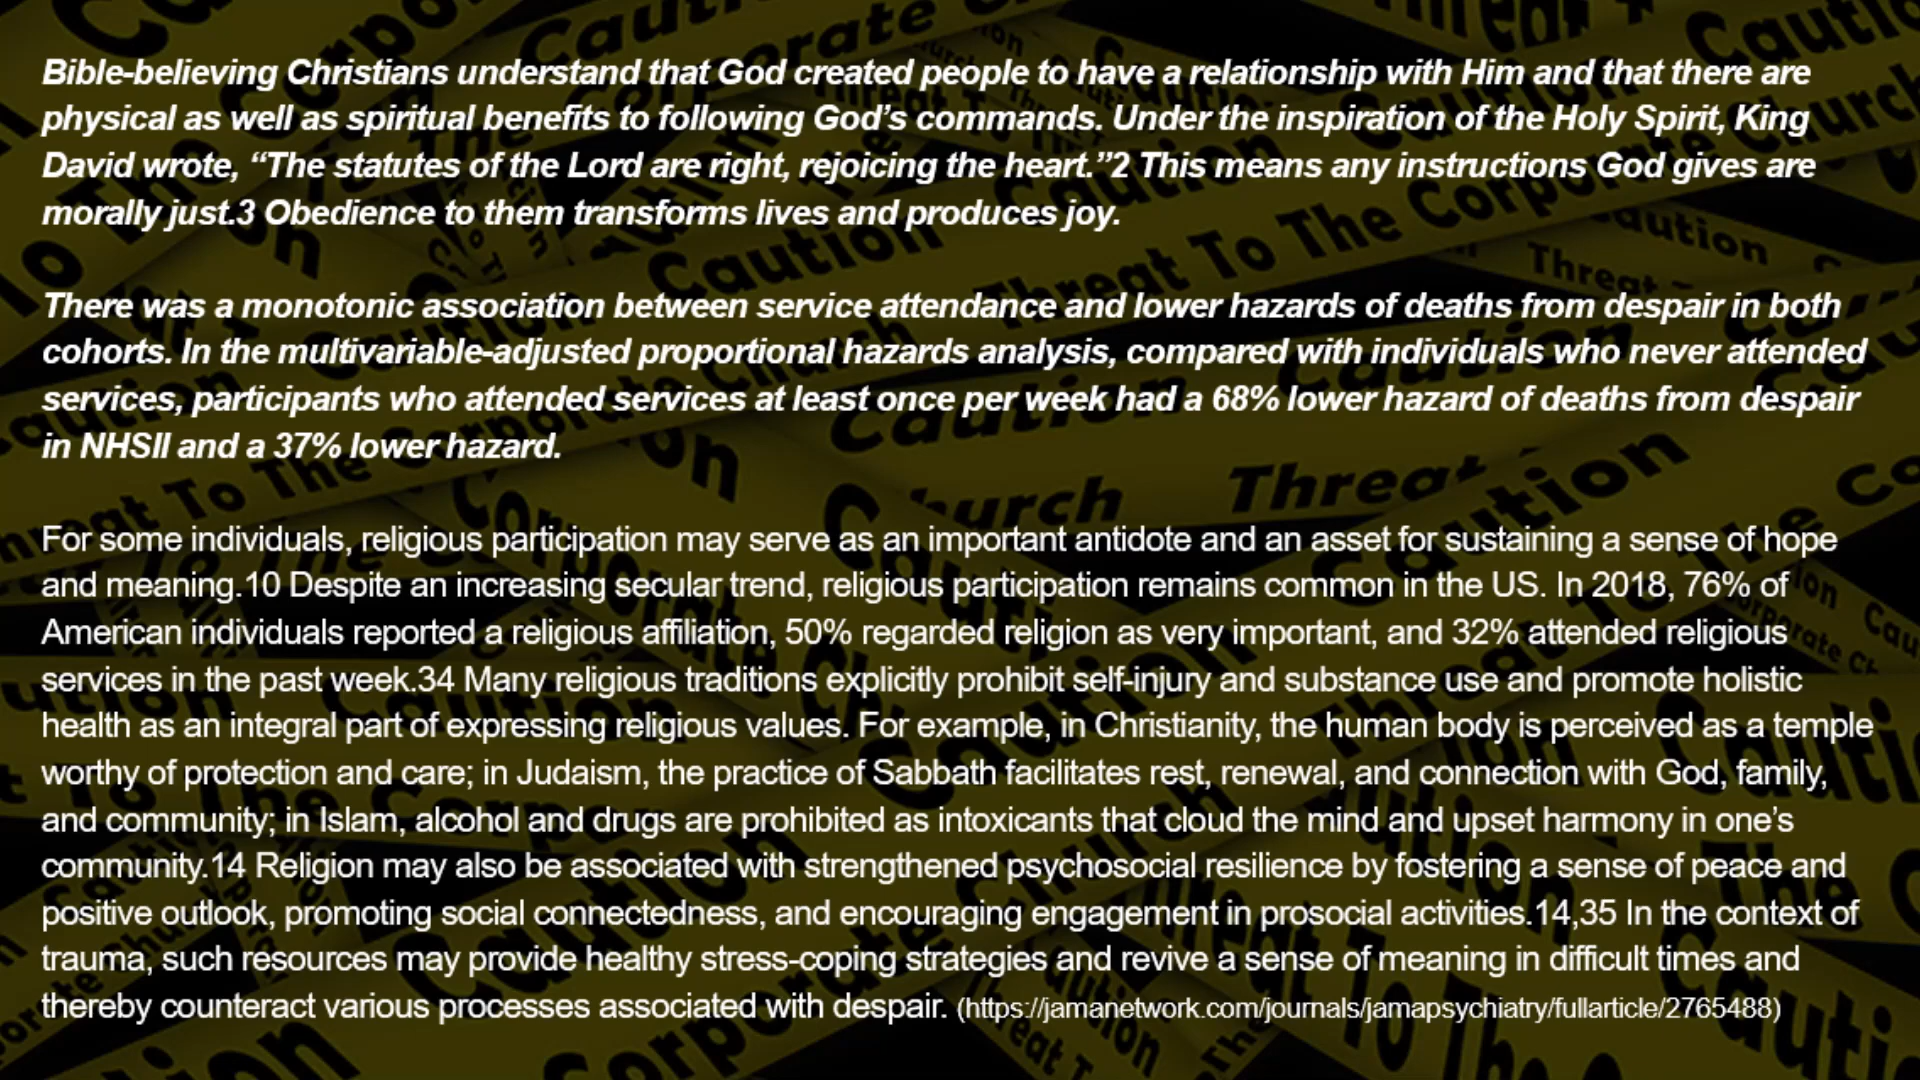 Bible-believing Christians understand that God created people to have a relationship with Him and that there are
physical as well as spiritual benefits to following God’s commands. Under the inspiration of the Holy Spirit, King
David wrote, “The statutes of the Lord are right, rejoicing the heart.”2 This means any instructions God gives are
morally just.3 Obedience to them transforms lives and produces joy.
There was a monotonic association between service attendance and lower hazards of deaths from despair in both
cohorts. In the multivariable-adjusted proportional hazards analysis, compared with individuals who never attended
services, participants who attended services at least once per week had a 68% lower hazard of deaths from despair
in NHSII and a 37% lower hazard.
For some individuals, religious participation may serve as an important antidote and an asset for sustaining a sense of hope
and meaning.10 Despite an increasing secular trend, religious participation remains common in the US. In 2018, 76% of
American individuals reported a religious affiliation, 50% regarded religion as very important, and 32% attended religious
services in the past week.34 Many religious traditions explicitly prohibit self-injury and substance use and promote holistic
health as an integral part of expressing religious values. For example, in Christianity, the human body is perceived as a temple
worthy of protection and care; in Judaism, the practice of Sabbath facilitates rest, renewal, and connection with God, family,
and community; in Islam, alcohol and drugs are prohibited as intoxicants that cloud the mind and upset harmony in one’s
community.14 Religion may also be associated with strengthened psychosocial resilience by fostering a sense of peace and
positive outlook, promoting social connectedness, and encouraging engagement in prosocial activities.14,35 In the context of
trauma, such resources may provide healthy stress-coping strategies and revive a sense of meaning in difficult times and
thereby counteract various processes associated with despair. (https://jamanetwork.com/journals/jamapsychiatry/fullarticle/2765488)
Caution
Threat To The Corporate
Caution
Church
Threat
Caution